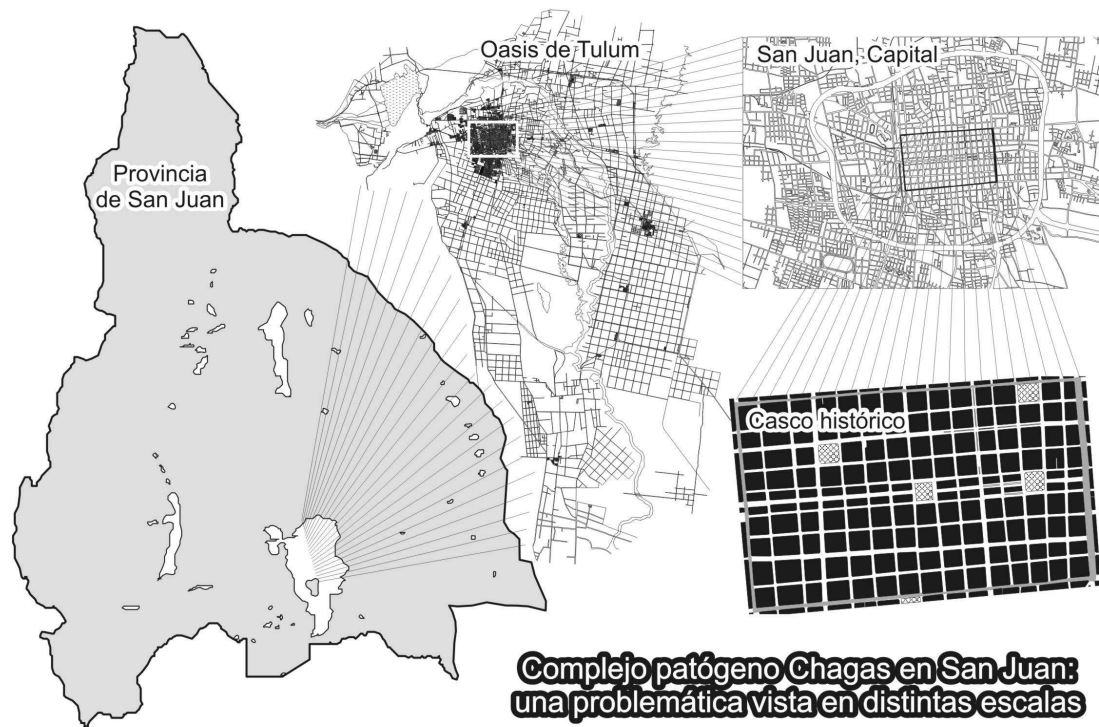 Oasis de Tulum
San Juan, Capital
Provincia
de San Juan
Casco histórico
Complejo patógeno Chagas en San Juan:
una problemática vista en distintas escalas